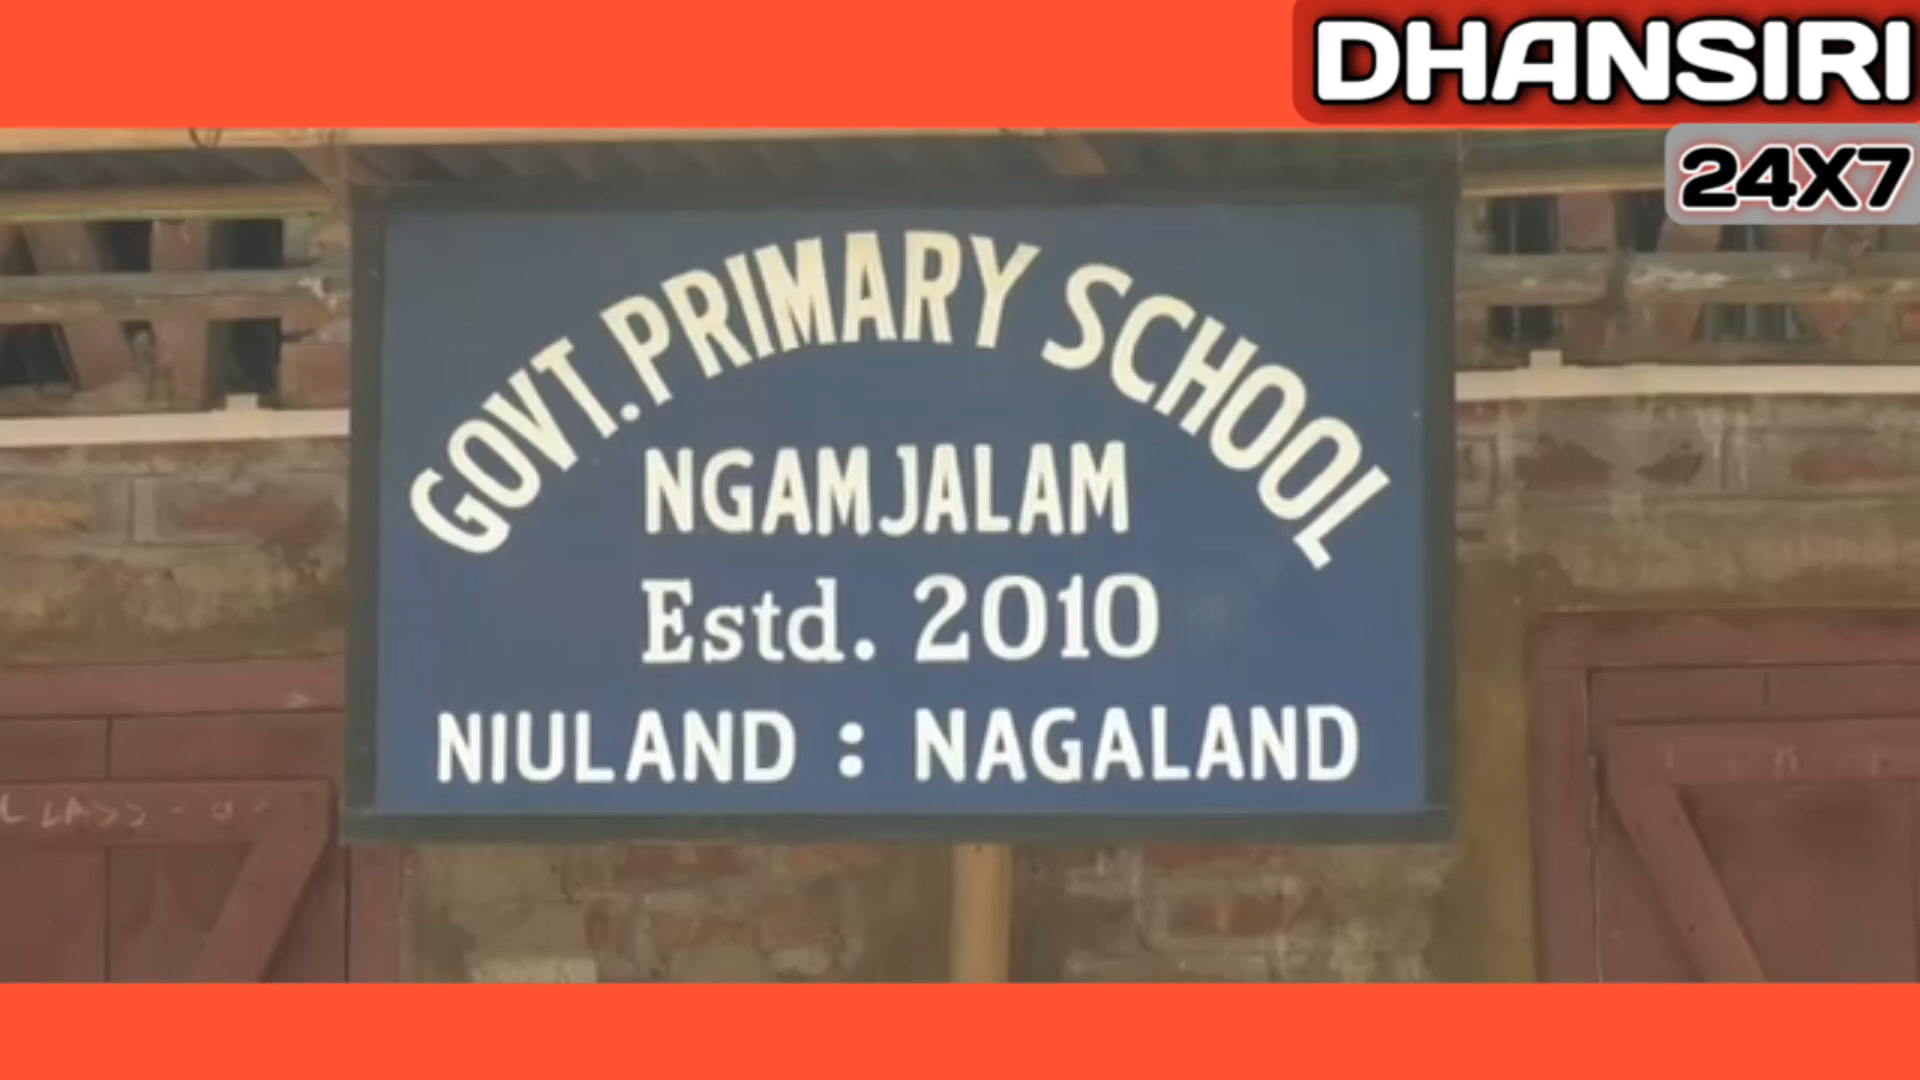 DHANSIRI
24X7
GOVT. PRIMARY SCHOOL
NGAMJALAM
Estd. 2010
NIULAND : NAGALAND